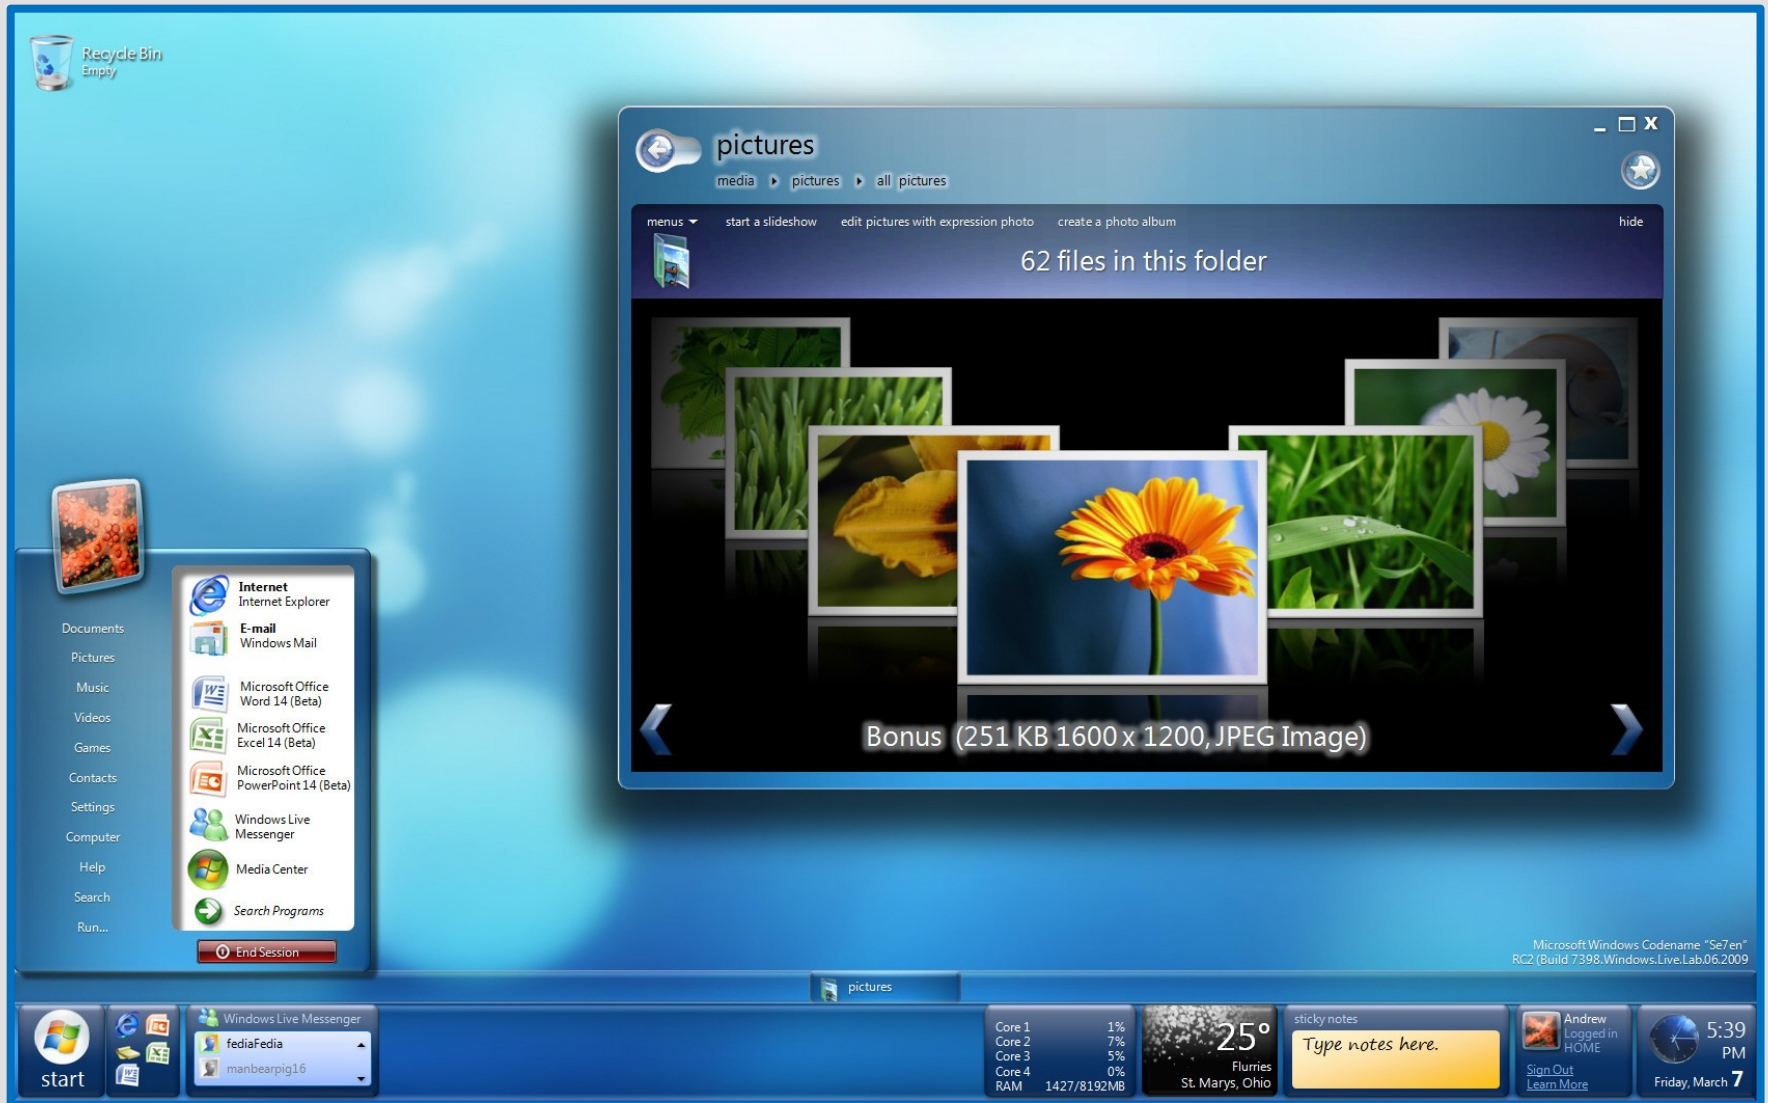 Recycle Bin
Empty
pictures
media ▸ pictures ▸ all pictures
menus
start a slideshow
edit pictures with expression photo
create a photo album
hide
62 files in this folder
Bonus (251 KB 1600 x 1200, JPEG Image)
Documents
Pictures
Music
Videos
Games
Contacts
Settings
Computer
Help
Search
Run...
Internet
Internet Explorer
E-mail
Windows Mail
Microsoft Office
Word 14 (Beta)
Microsoft Office
Excel 14 (Beta)
Microsoft Office
PowerPoint 14 (Beta)
Windows Live
Messenger
Media Center
Search Programs
End Session
Microsoft Windows Codename "Se7en"
RC2 (Build 7398.Windows.Live.Lab.06.2009
pictures
start
Windows Live Messenger
fediaFedia
manbearpig16
Core 1 1%
Core 2 7%
Core 3 5%
Core 4 0%
RAM 1427/8192MB
25°
Flurries
St. Marys, Ohio
sticky notes
Type notes here.
Andrew
Logged in
HOME
Sign Out
Learn More
5:39
PM
Friday, March 7